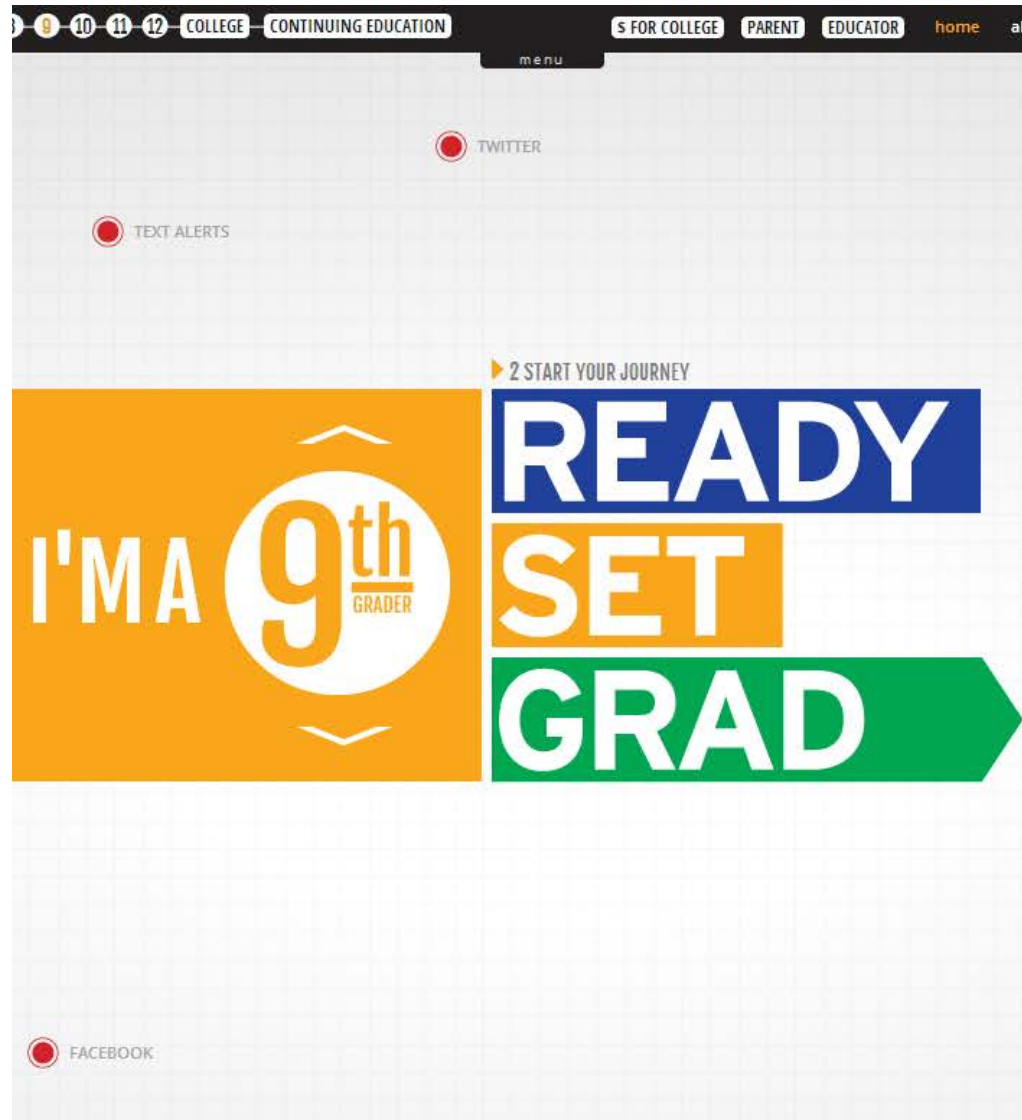 9 10 11 12 COLLEGE CONTINUING EDUCATION S FOR COLLEGE PARENT EDUCATOR home
menu
TWITTER
TEXT ALERTS
2 START YOUR JOURNEY
I'M A 9th GRADER
READY
SET
GRAD
FACEBOOK